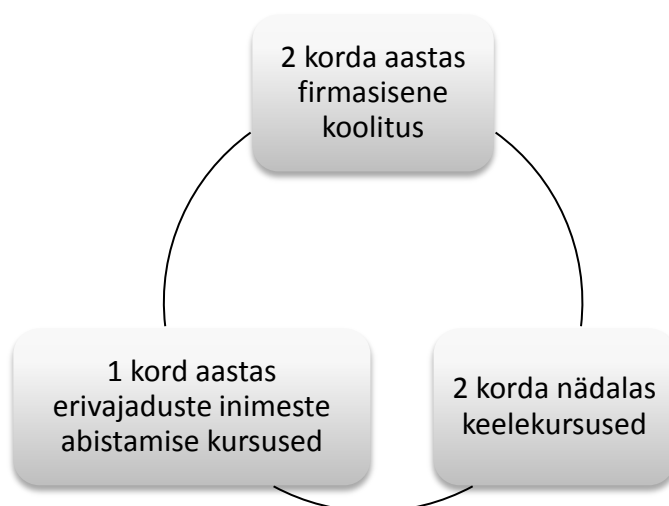 2 korda aastas
firmasisene
koolitus
1 kord aastas
erivajaduste inimeste
abistamise kursused
2 korda nädalas
keelekursused